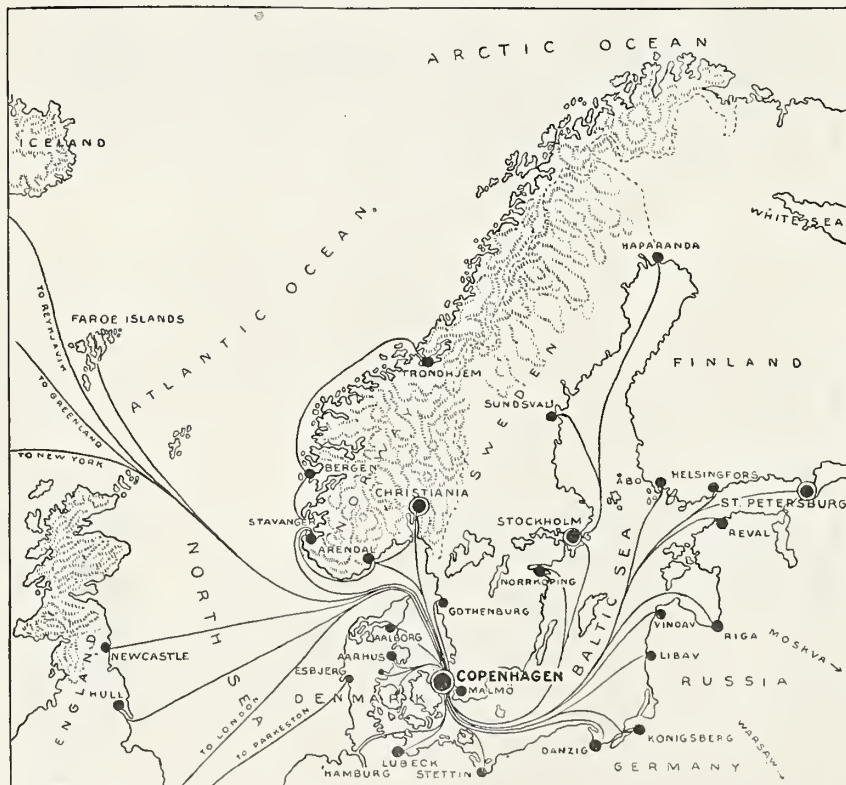 ARCTIC OCEAN
ICELAND
WHITE SEA
HAPARANDA
TO REYKJAVIK
FAROE ISLANDS
ATLANTIC OCEAN.
TO GREENLAND
TRONDHJEM
FINLAND
SWEDEN
SUNDSVALL
TO NEW YORK
NORWAY
BERGEN
CHRISTIANIA
ÅBO
HELSINGFORS
ST. PETERSBURG
STAVANGER
STOCKHOLM
REVAL
ARENDAL
NORRKÖPING
NORTH SEA
BALTIC SEA
GOTHENBURG
VINDAV
RIGA
MOSKVA
AALBORG
NEWCASTLE
AARHUS
LIBAV
ENGLAND
ESBJERG
COPENHAGEN
RUSSIA
HULL
DENMARK
MALMÖ
TO LONDON
TO PARKESTON
KÖNIGSBERG
WARSAW
DANZIG
LUBECK
GERMANY
HAMBURG
STETTIN